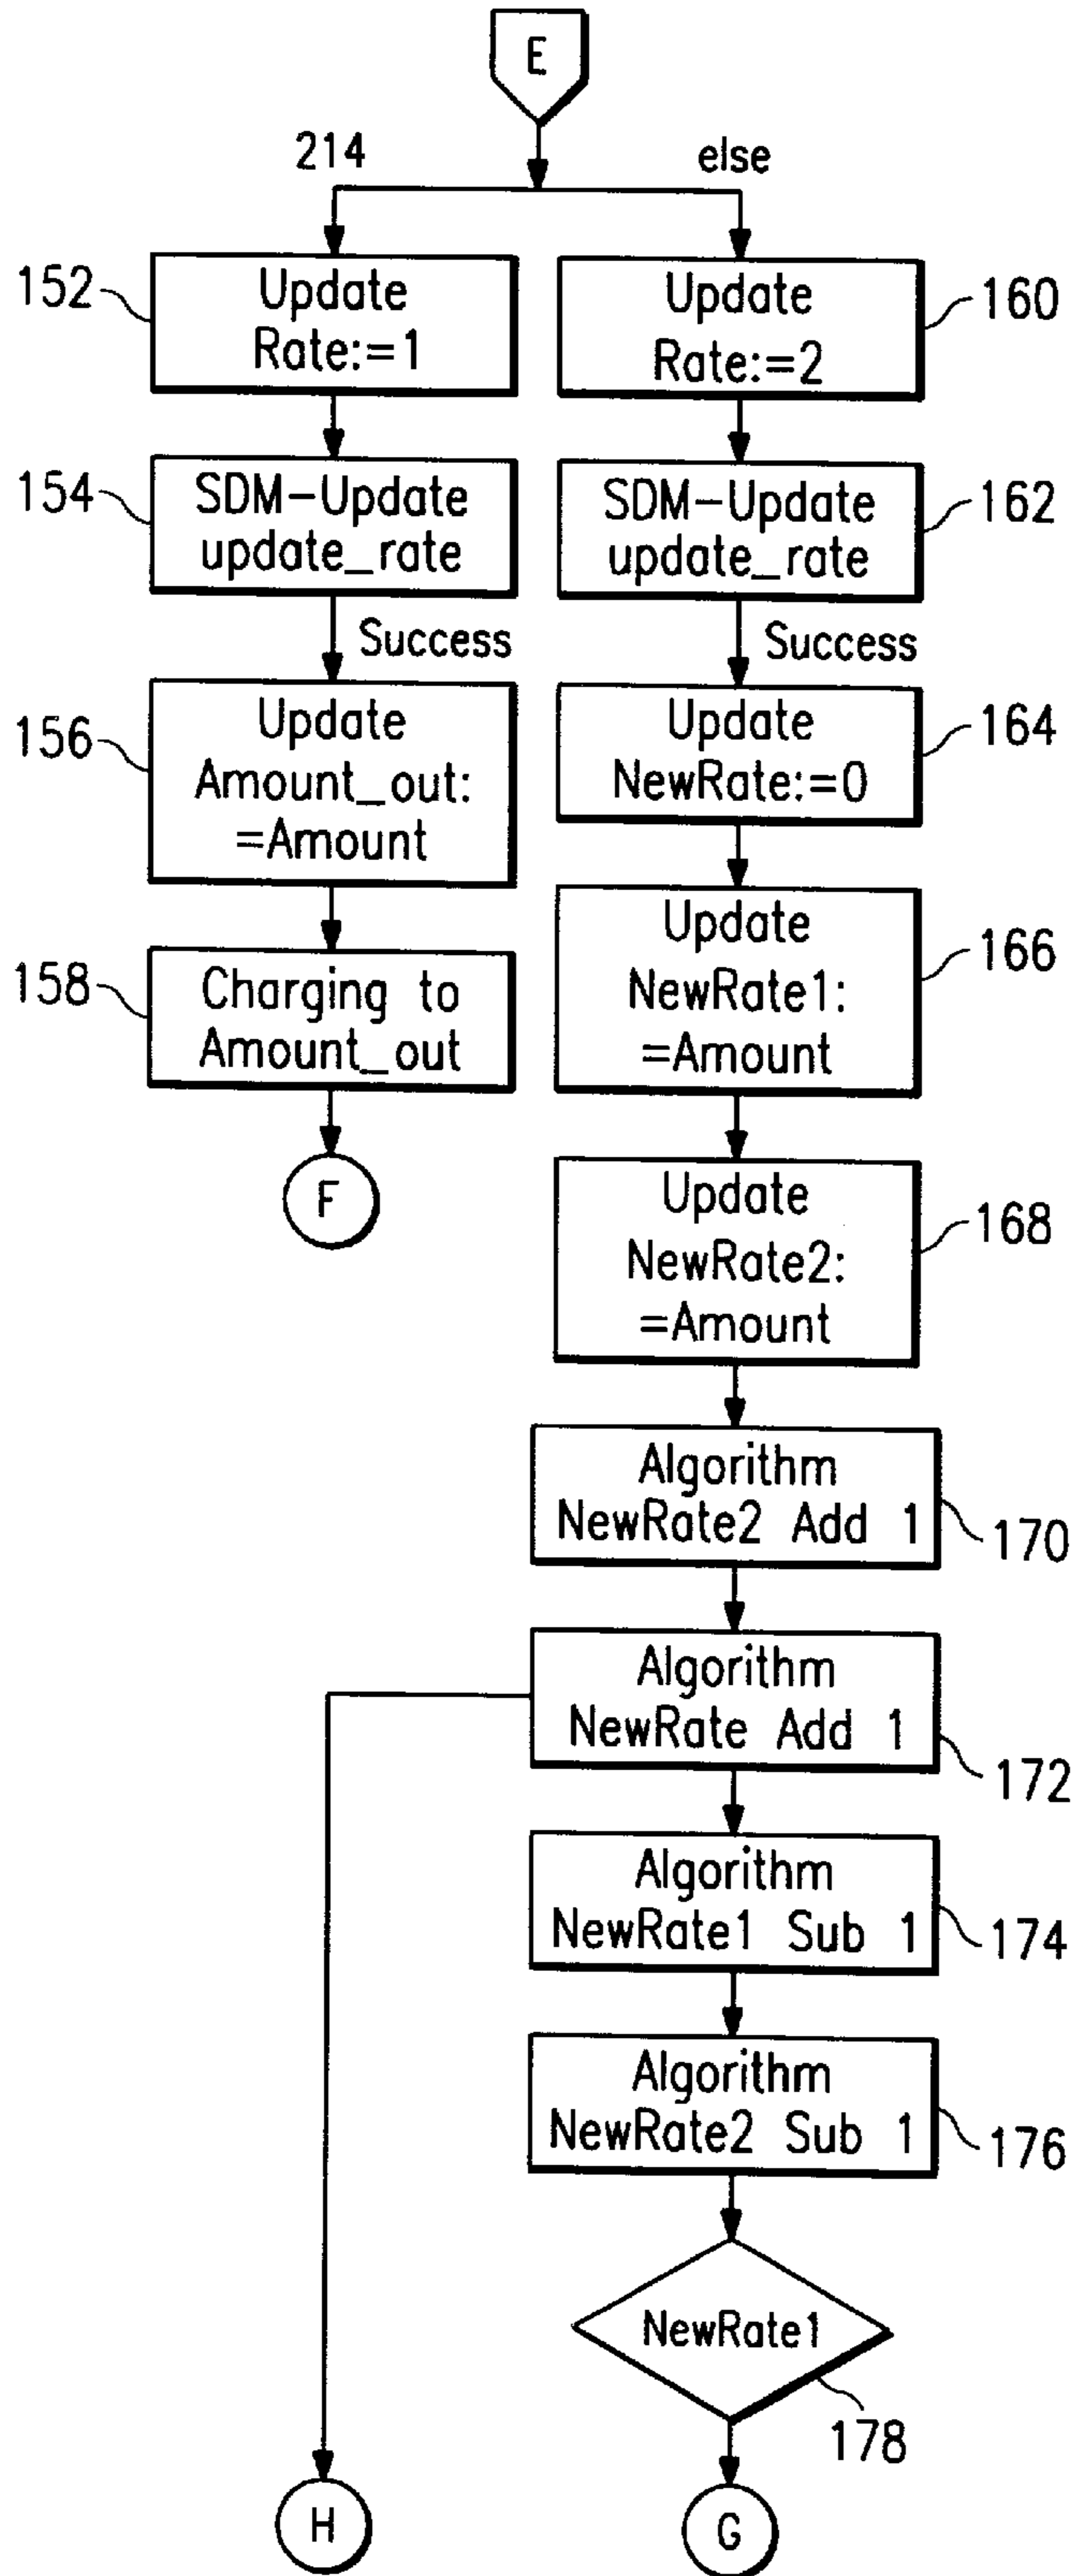 E
214
else
152
Update
Rate:=1
Update
Rate:=2
160
154
SDM-Update
update_rate
SDM-Update
update_rate
162
Success
Success
156
Update
Amount_out:
=Amount
Update
NewRate:=0
164
158
Charging to
Amount_out
Update
NewRate1:
=Amount
166
F
Update
NewRate2:
=Amount
168
Algorithm
NewRate2 Add 1
170
Algorithm
NewRate Add 1
172
Algorithm
NewRate1 Sub 1
174
Algorithm
NewRate2 Sub 1
176
NewRate1
178
H
G